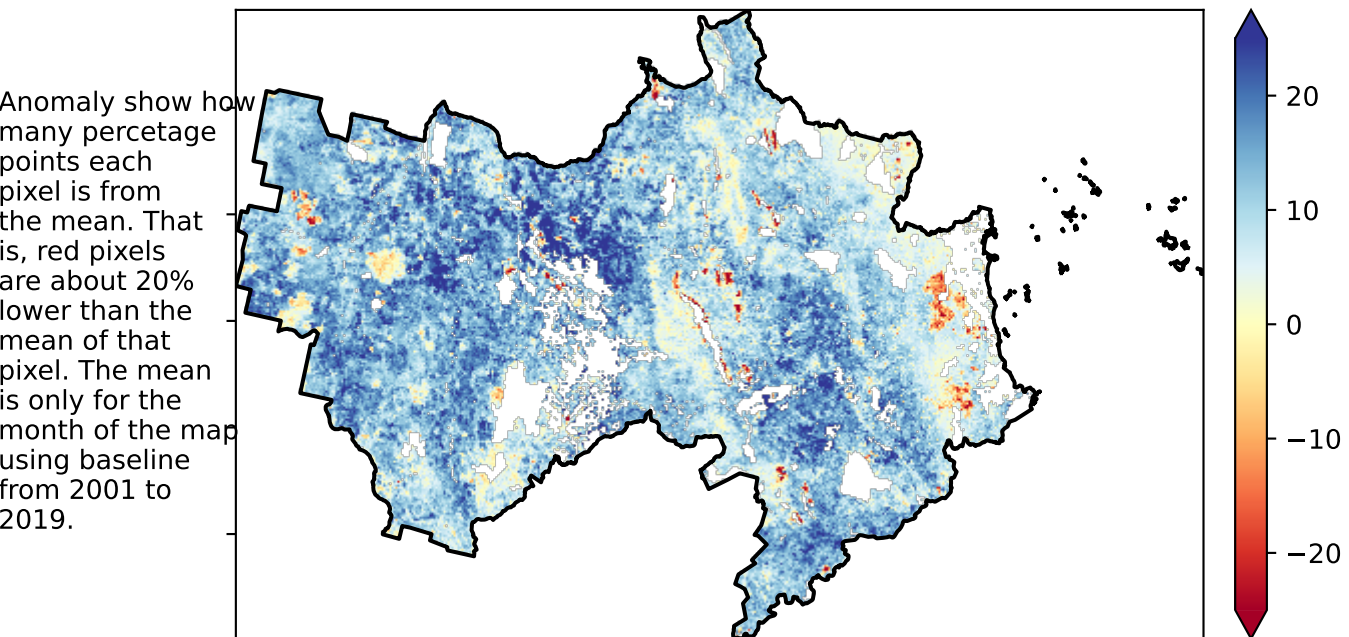 Anomaly show how
many percetage
points each
pixel is from
the mean. That
is, red pixels
are about 20%
lower than the
mean of that
pixel. The mean
is only for the
month of the map
using baseline
from 2001 to
2019.
20
10
0
−10
−20